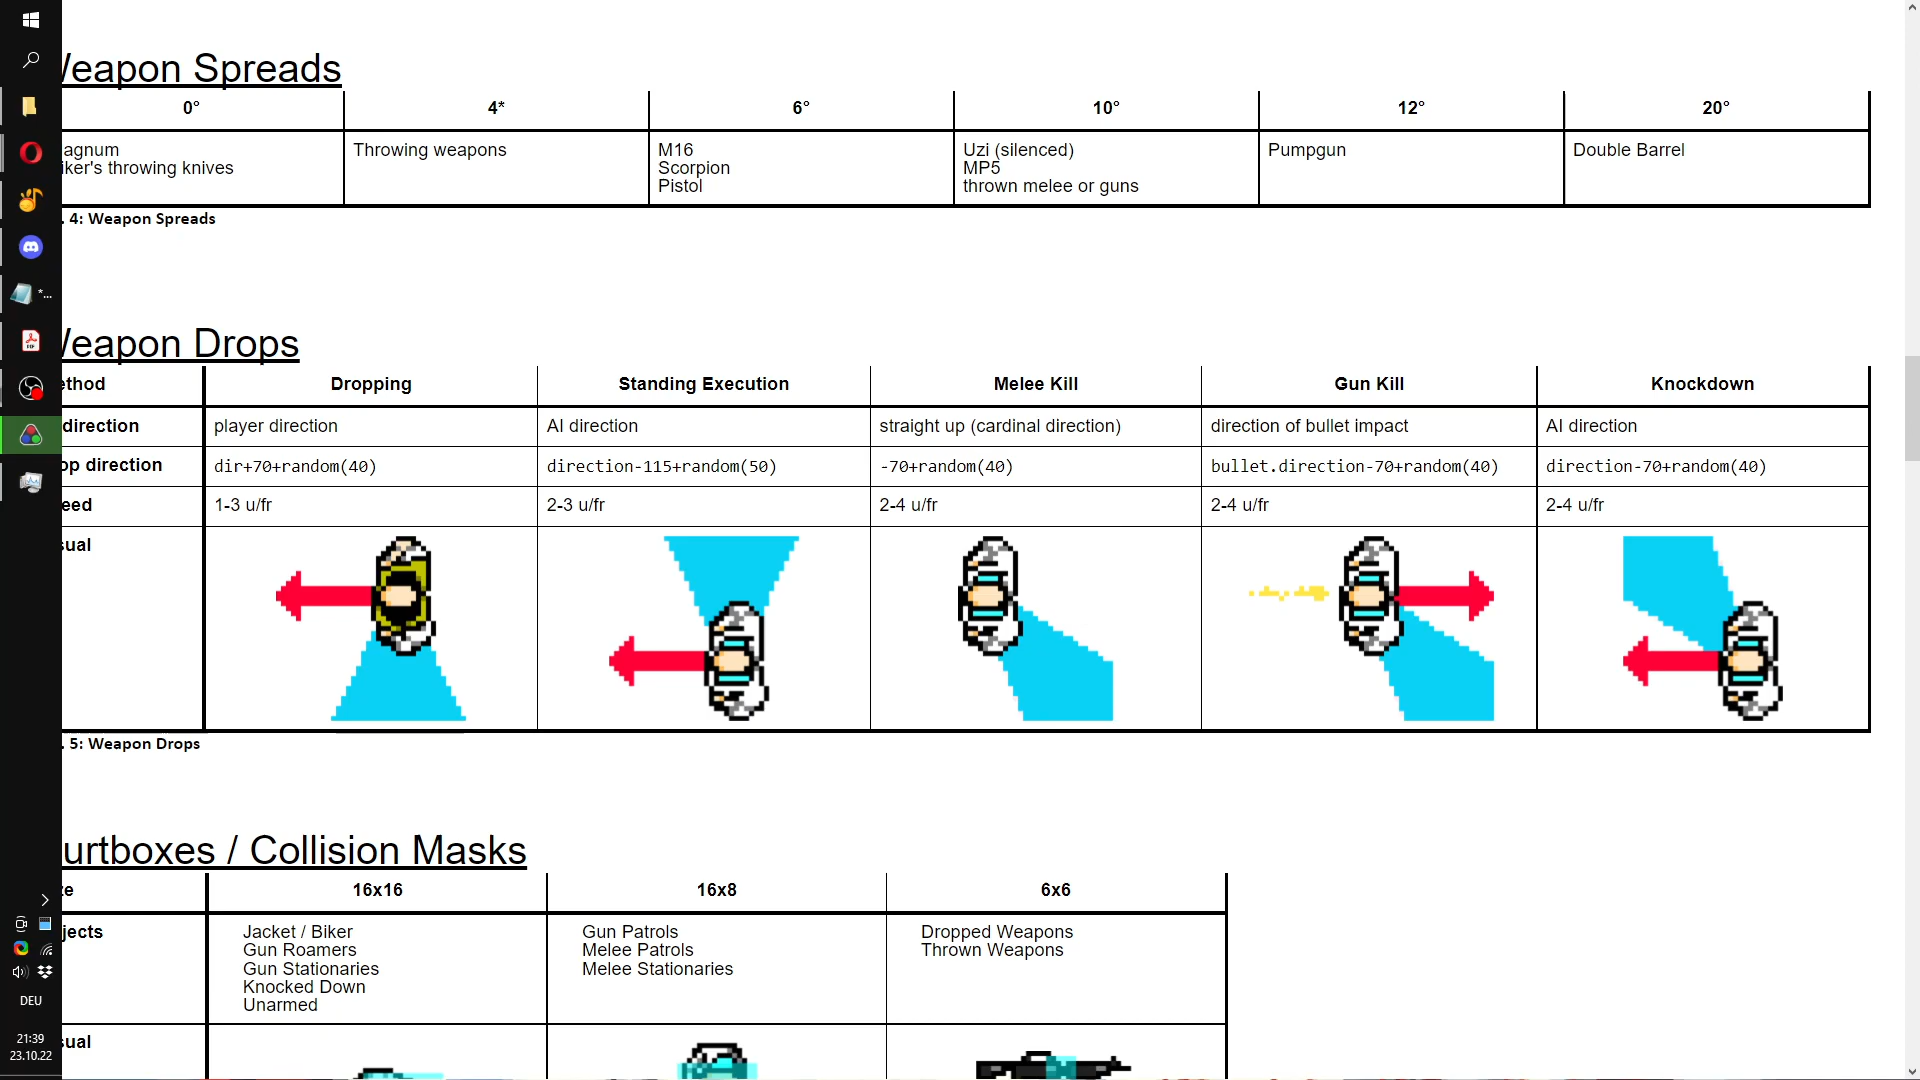 eapon Spreads
0°
4*
6°
10°
12°
20°
agnum
iker's throwing knives
Throwing weapons
M16
Scorpion
Pistol
Uzi (silenced)
MP5
thrown melee or guns
Pumpgun
Double Barrel
. 4: Weapon Spreads
eapon Drops
ethod
Dropping
Standing Execution
Melee Kill
Gun Kill
Knockdown
direction
player direction
AI direction
straight up (cardinal direction)
direction of bullet impact
AI direction
op direction
dir+70+random(40)
direction-115+random(50)
-70+random(40)
bullet.direction-70+random(40)
direction-70+random(40)
eed
1-3 u/fr
2-3 u/fr
2-4 u/fr
2-4 u/fr
2-4 u/fr
sual
. 5: Weapon Drops
urtboxes / Collision Masks
ze
16x16
16x8
6x6
jects
Jacket / Biker
Gun Roamers
Gun Stationaries
Knocked Down
Unarmed
Gun Patrols
Melee Patrols
Melee Stationaries
Dropped Weapons
Thrown Weapons
sual
*...
DEU
21:39
23.10.22